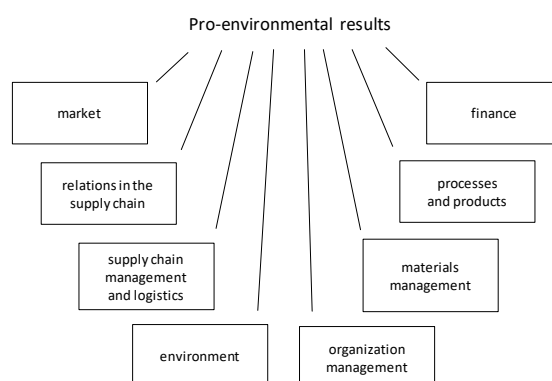 Pro-environmental results
market
finance
relations in the
supply chain
processes
and products
supply chain
management
and logistics
materials
management
environment
organization
management